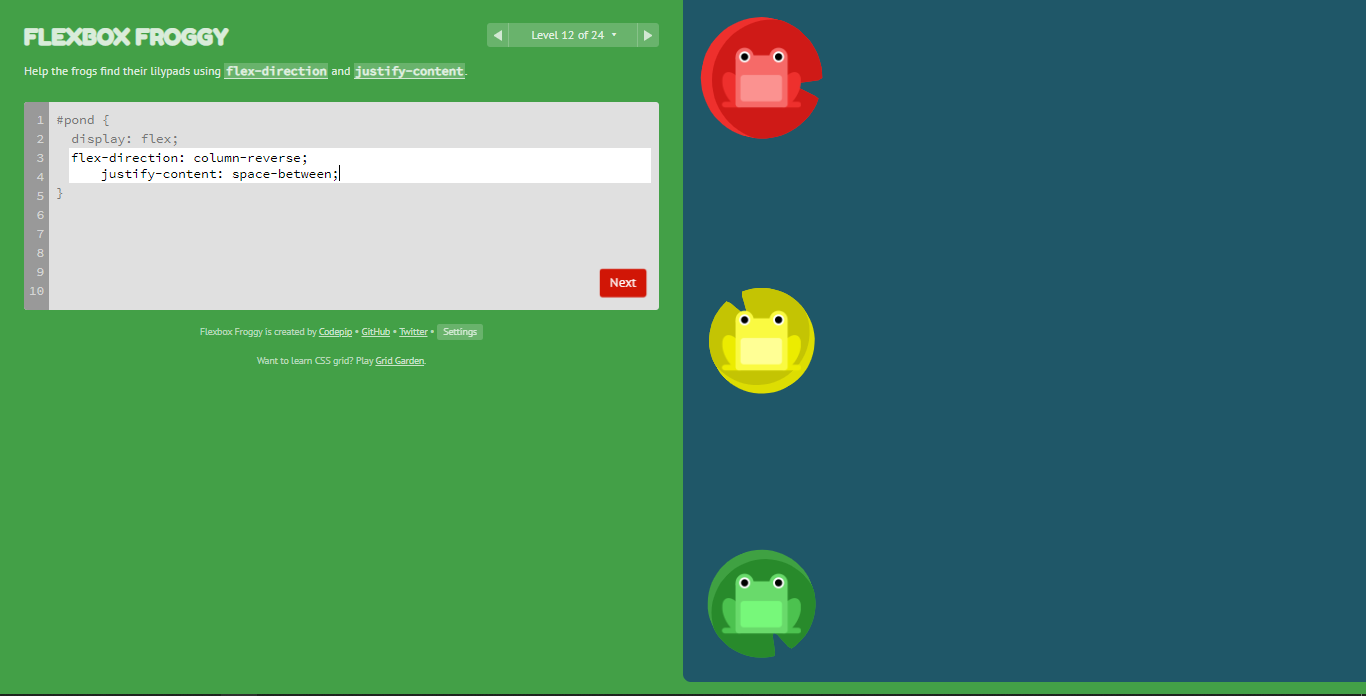 FLEXBOX FROGGY
Level 12 of 24
Help the frogs find their lilypads using flex-direction and justify-content.
1 #pond {
2 display: flex;
3 flex-direction: column-reverse;
4 justify-content: space-between;
5 }
6
7
8
9
10
Next
Flexbox Froggy is created by Codepip • GitHub • Twitter • Settings
Want to learn CSS grid? Play Grid Garden.